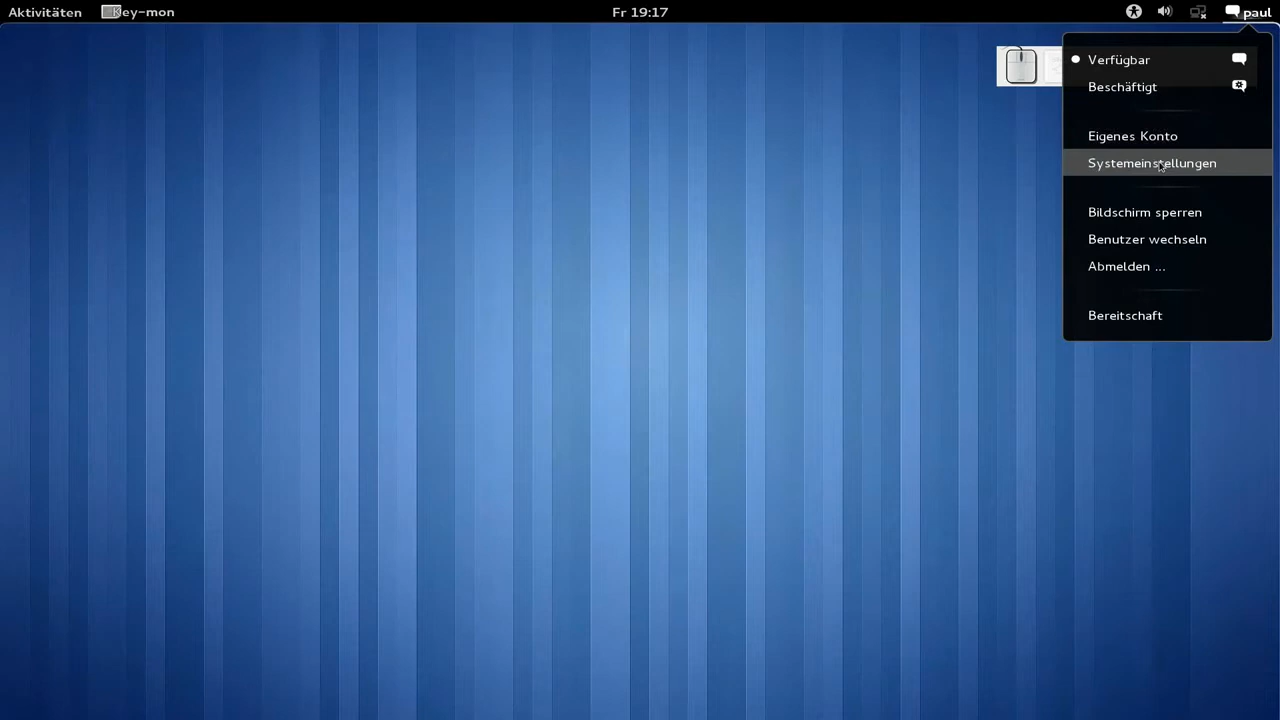 Aktivitäten Key-mon Fr 19:17 paul
Verfügbar
Beschäftigt
Eigenes Konto
Systemeinstellungen
Bildschirm sperren
Benutzer wechseln
Abmelden ...
Bereitschaft